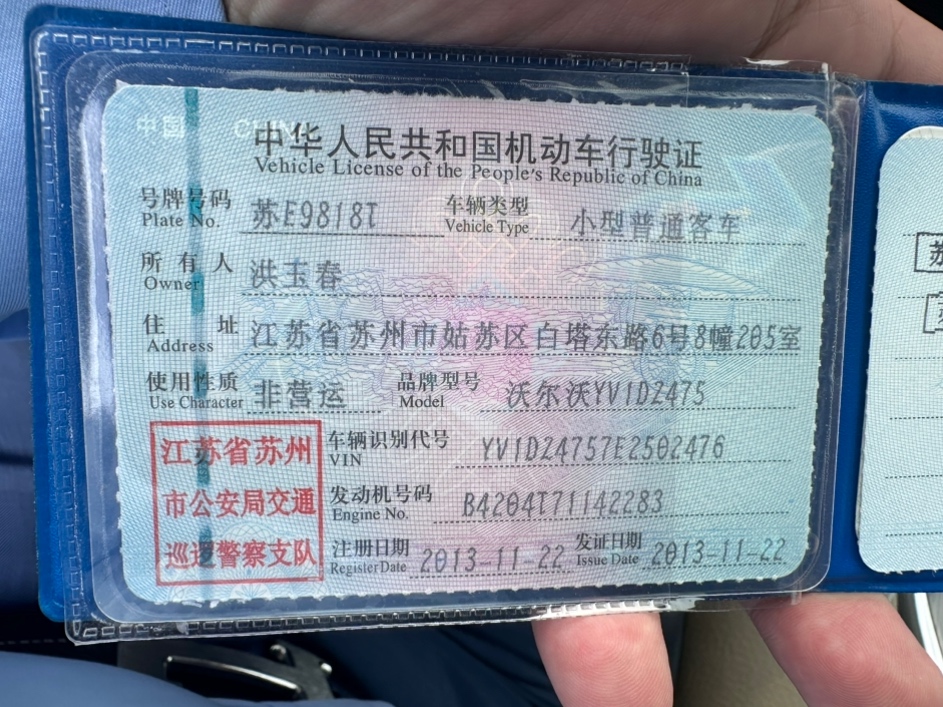 中国 CHINA
中华人民共和国机动车行驶证
Vehicle License of the People's Republic of China
号牌号码 苏E9818T 车辆类型 小型普通客车
Plate No. Vehicle Type
所有人 洪玉春
Owner
住址 江苏省苏州市姑苏区白塔东路6号8幢205室
Address
使用性质 非营运 品牌型号 沃尔沃YV1DZ475
Use Character Model
江苏省苏州
市公安局交通
巡逻警察支队
车辆识别代号 YV1DZ4757E2502476
VIN
发动机号码 B4204T71142283
Engine No.
注册日期 2013-11-22 发证日期 2013-11-22
Register Date Issue Date
苏